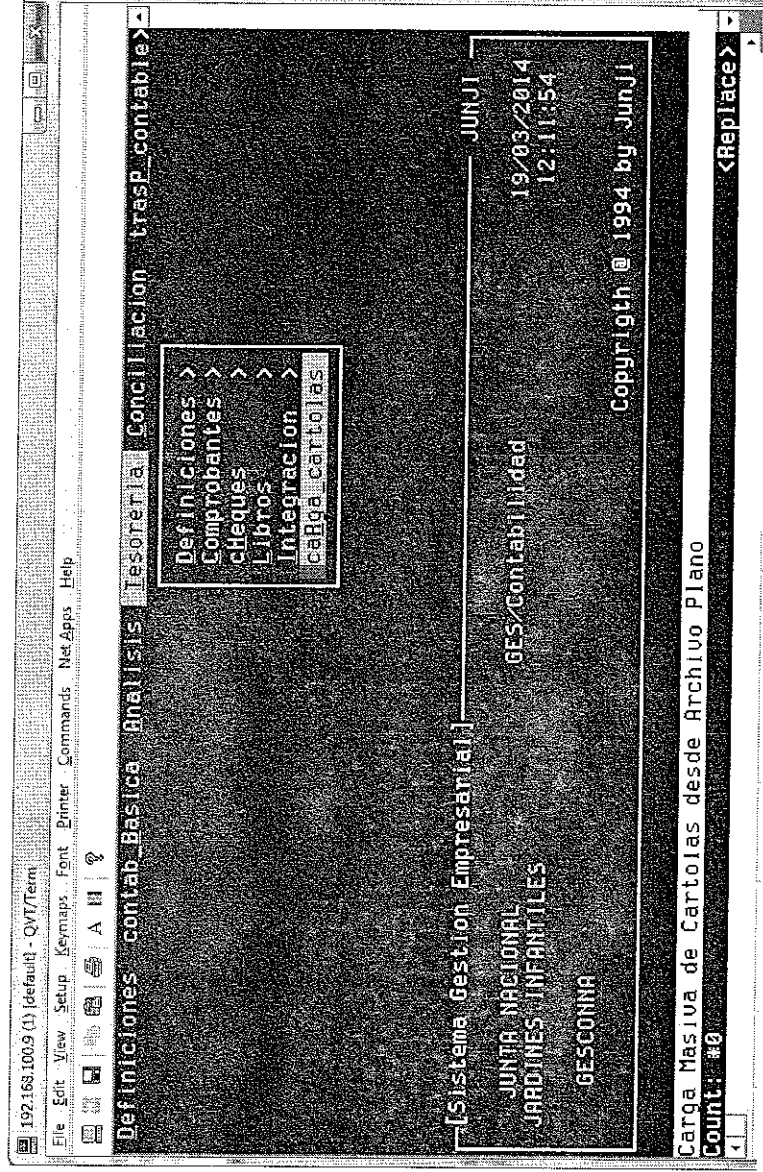 192.168.100.9 (1) [default] - QVT/Term
File Edit View Setup Keymaps Font Printer Commands Net Apps Help
Definiciones contab_Basica Analisis Tesoreria Conciliacion trasP_contable>
Definiciones >
Comprobantes >
cHeques >
Libros >
Integracion >
caRga_cartolas
[Sistema Gestion Empresarial] JUNJI
JUNTA NACIONAL GES/Contabilidad 19/03/2014
JARDINES INFANTILES 12:11:54
GESCONNA
Copyrigth @ 1994 by Junji
Carga Masiva de Cartolas desde Archivo Plano
Count: *0 <Replace>